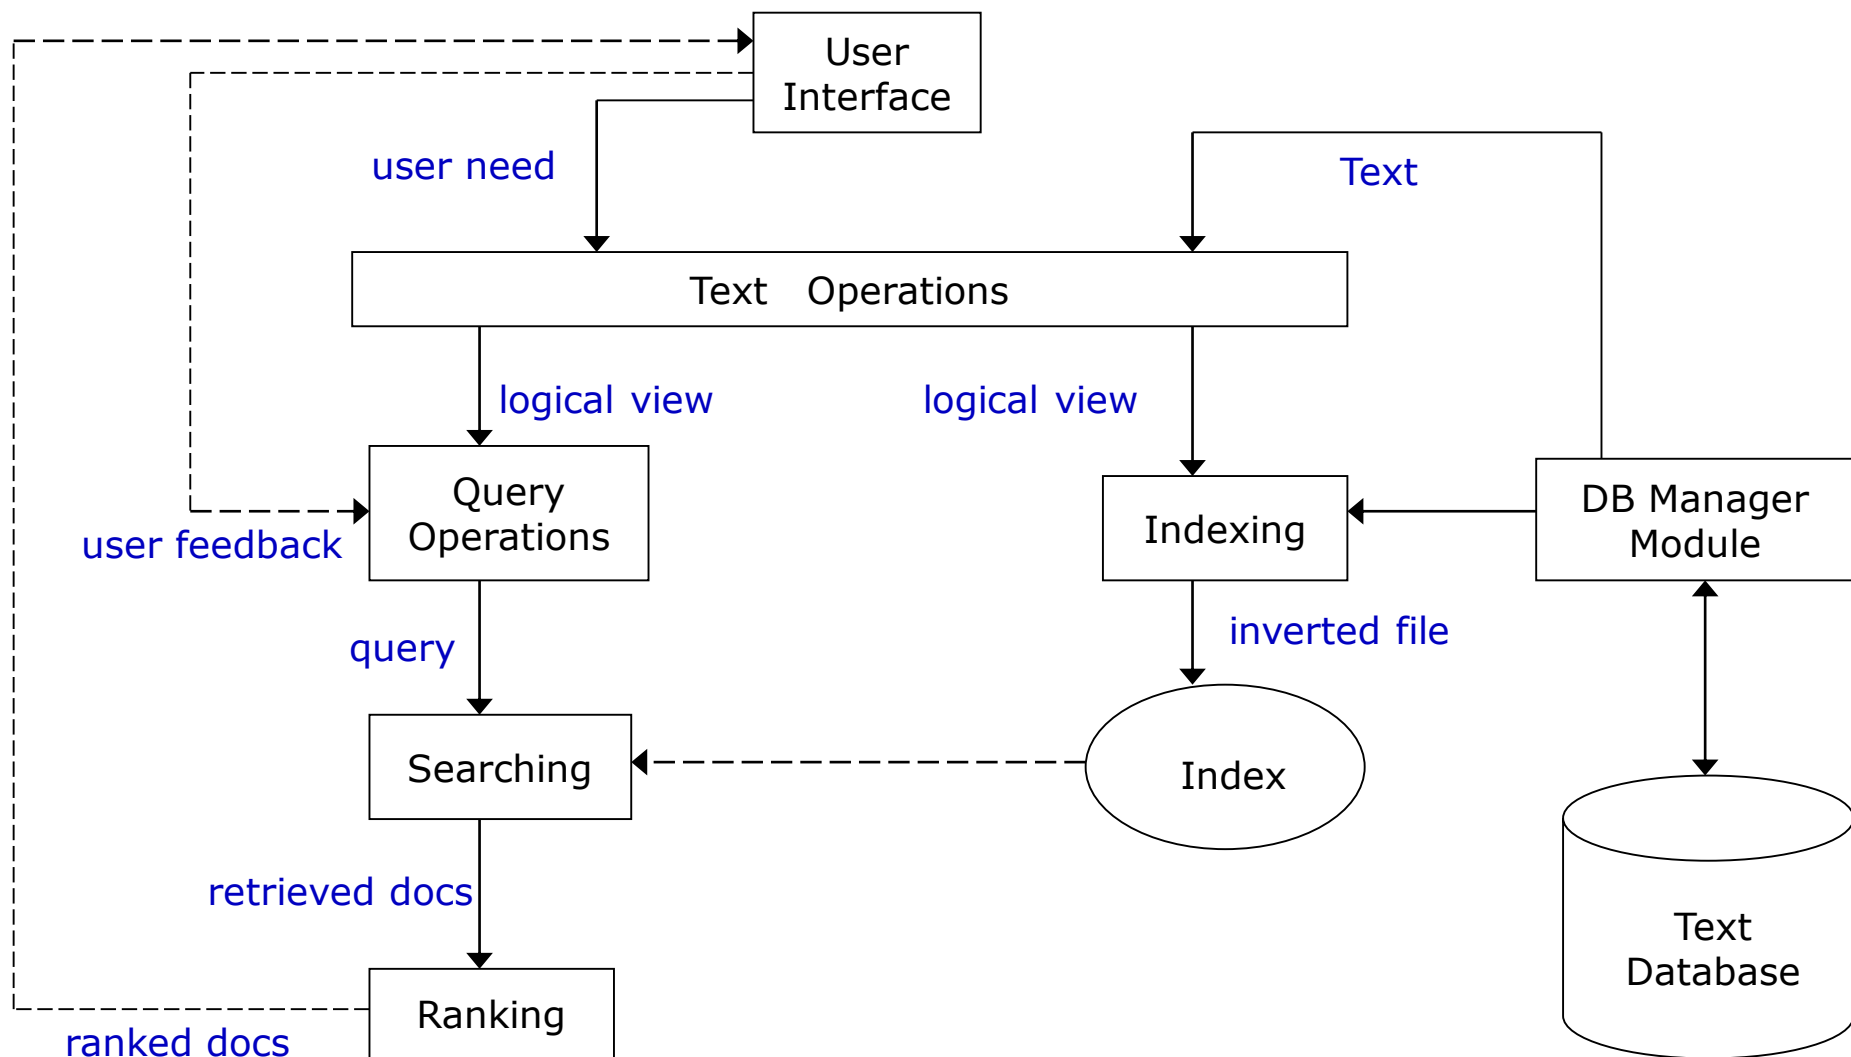 User
Interface
user need
Text
Text Operations
logical view
logical view
Query
Operations
user feedback
Indexing
DB Manager
Module
query
inverted file
Searching
Index
retrieved docs
Text
Database
Ranking
ranked docs